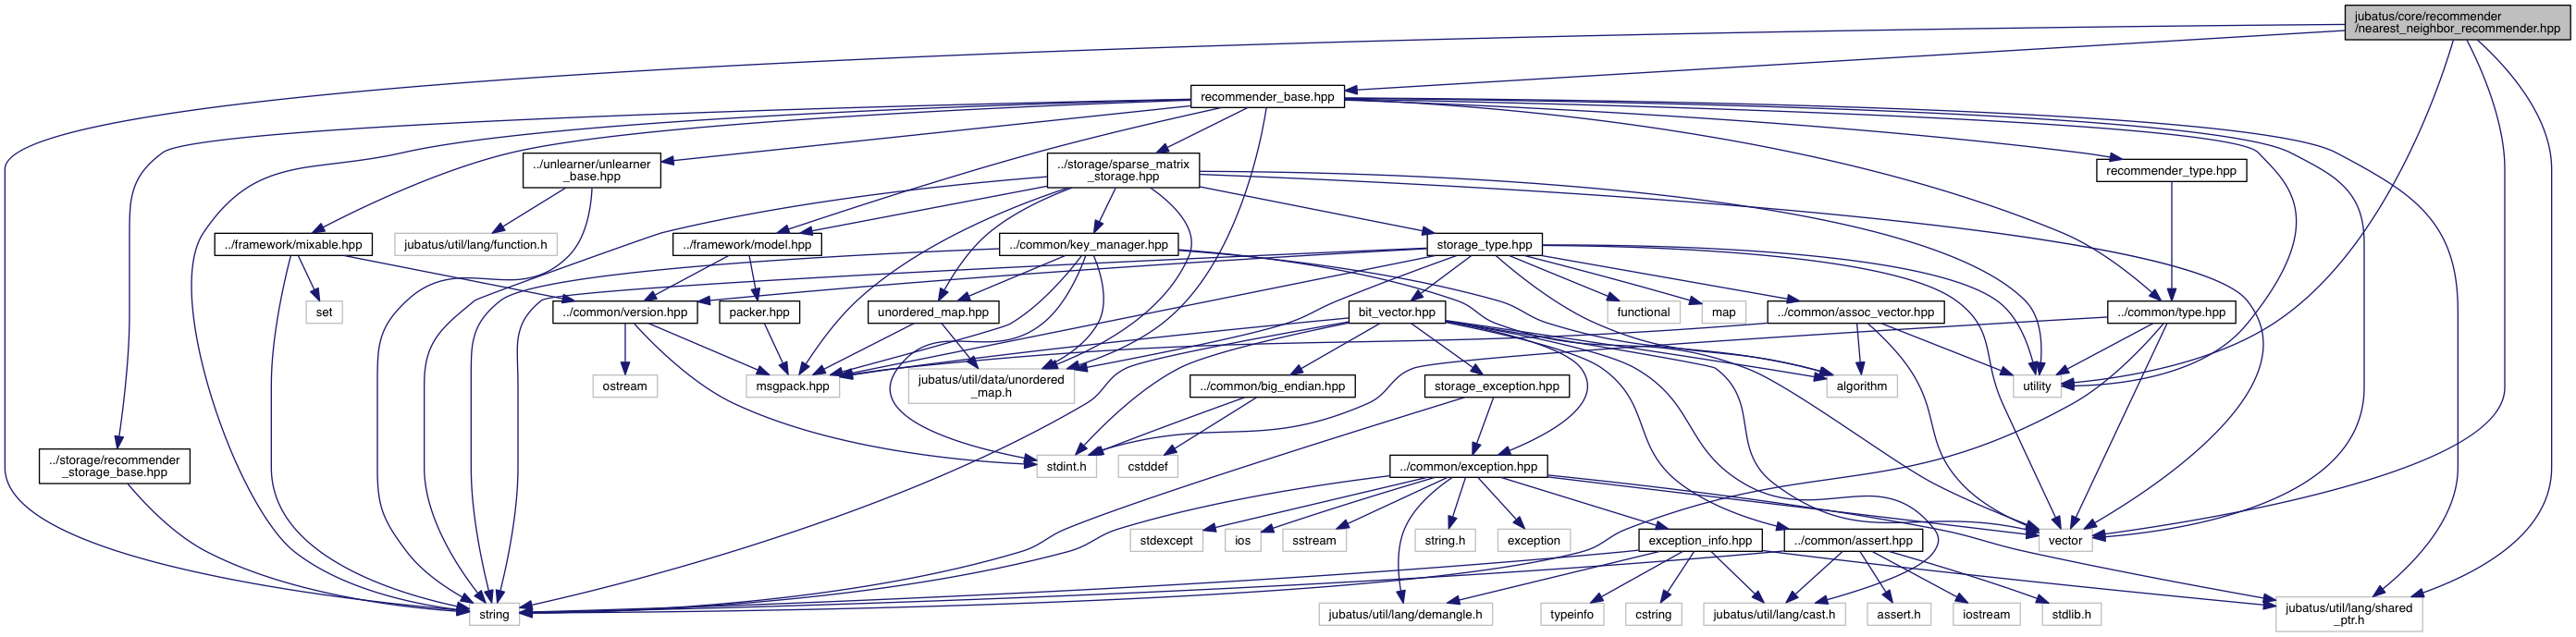 jubatus/core/recommender
/nearest_neighbor_recommender.hpp
recommender_base.hpp
../unlearner/unlearner
_base.hpp
../storage/sparse_matrix
_storage.hpp
recommender_type.hpp
../framework/mixable.hpp
jubatus/util/lang/function.h
../framework/model.hpp
../common/key_manager.hpp
storage_type.hpp
set
../common/version.hpp
packer.hpp
unordered_map.hpp
bit_vector.hpp
functional
map
../common/assoc_vector.hpp
../common/type.hpp
ostream
msgpack.hpp
jubatus/util/data/unordered
_map.h
../common/big_endian.hpp
storage_exception.hpp
algorithm
utility
../storage/recommender
_storage_base.hpp
stdint.h
cstddef
../common/exception.hpp
stdexcept
ios
sstream
string.h
exception
exception_info.hpp
../common/assert.hpp
vector
string
jubatus/util/lang/demangle.h
typeinfo
cstring
jubatus/util/lang/cast.h
assert.h
iostream
stdlib.h
jubatus/util/lang/shared
_ptr.h